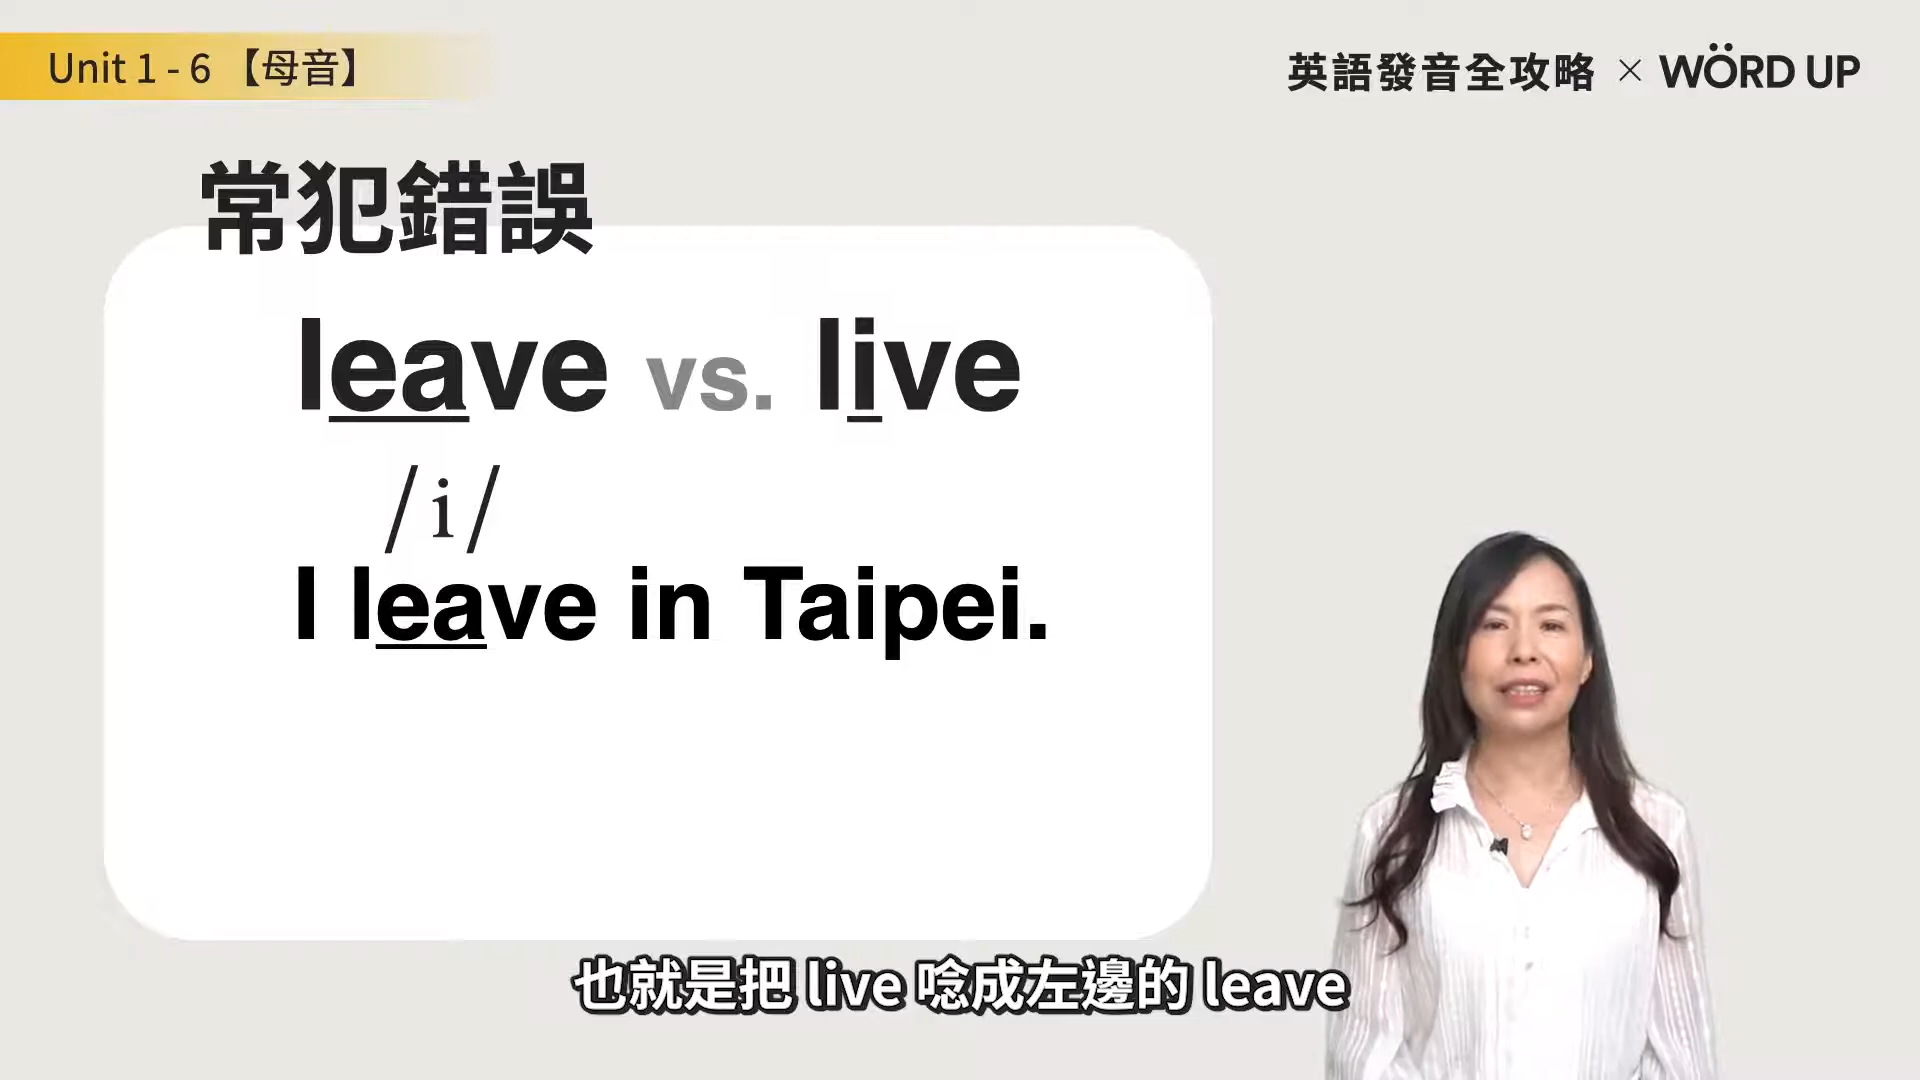 Unit 1 - 6 【母音】
英語發音全攻略 × WÖRD UP
常犯錯誤
leave vs. live
/i/
I leave in Taipei.
也就是把 live 唸成左邊的 leave